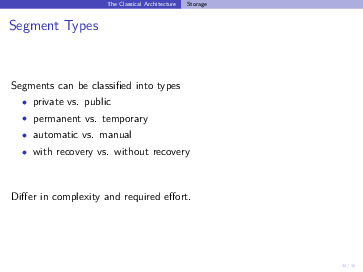 The Classical Architecture Storage
Segment Types
Segments can be classified into types
• private vs. public
• permanent vs. temporary
• automatic vs. manual
• with recovery vs. without recovery
Differ in complexity and required effort.